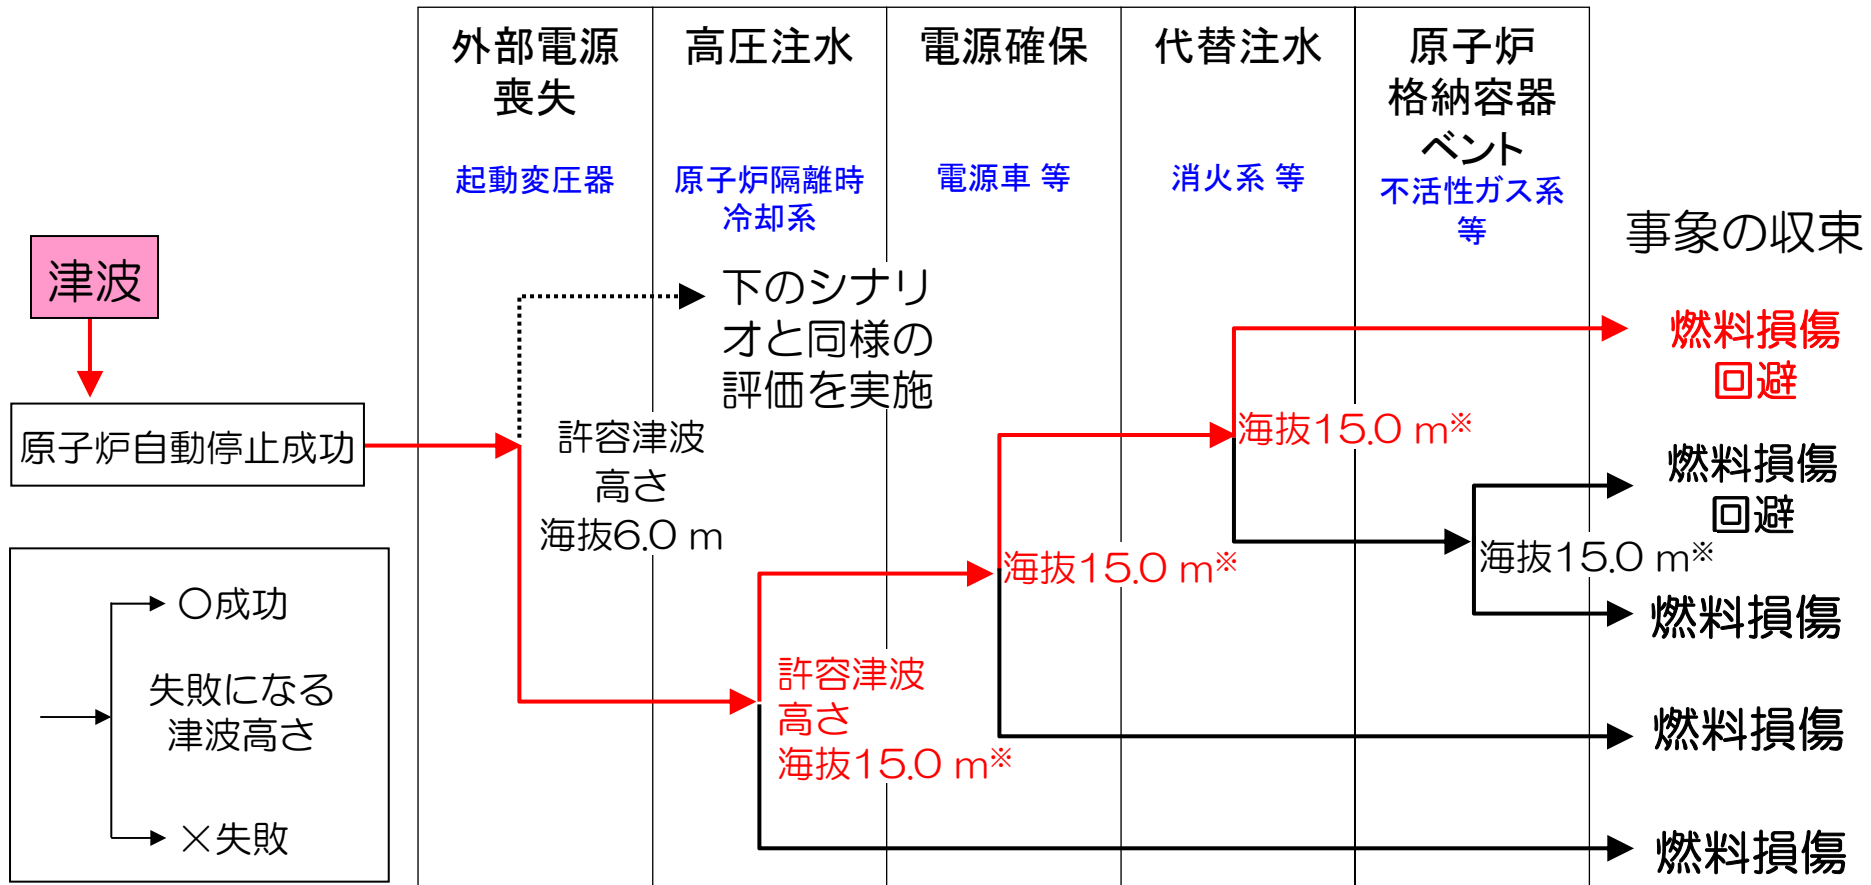 外部電源
喪失
起動変圧器
高圧注水
原子炉隔離時
冷却系
電源確保
電源車 等
代替注水
消火系 等
原子炉
格納容器
ベント
不活性ガス系
等
事象の収束
津波
原子炉自動停止成功
下のシナリ
オと同様の
評価を実施
許容津波
高さ
海抜6.0 m
許容津波
高さ
海抜15.0 m※
海抜15.0 m※
海抜15.0 m※
海抜15.0 m※
燃料損傷
回避
燃料損傷
回避
燃料損傷
燃料損傷
燃料損傷
〇成功
失敗になる
津波高さ
×失敗